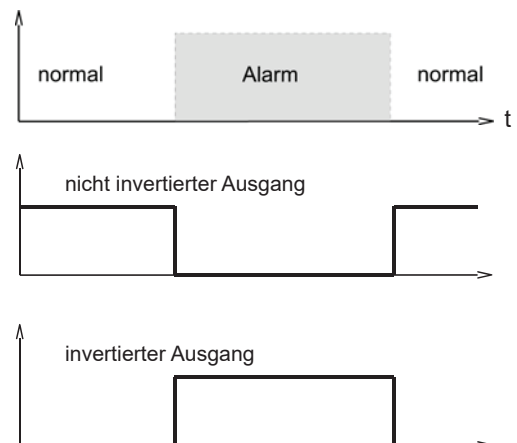 normal Alarm normal
t
nicht invertierter Ausgang
invertierter Ausgang